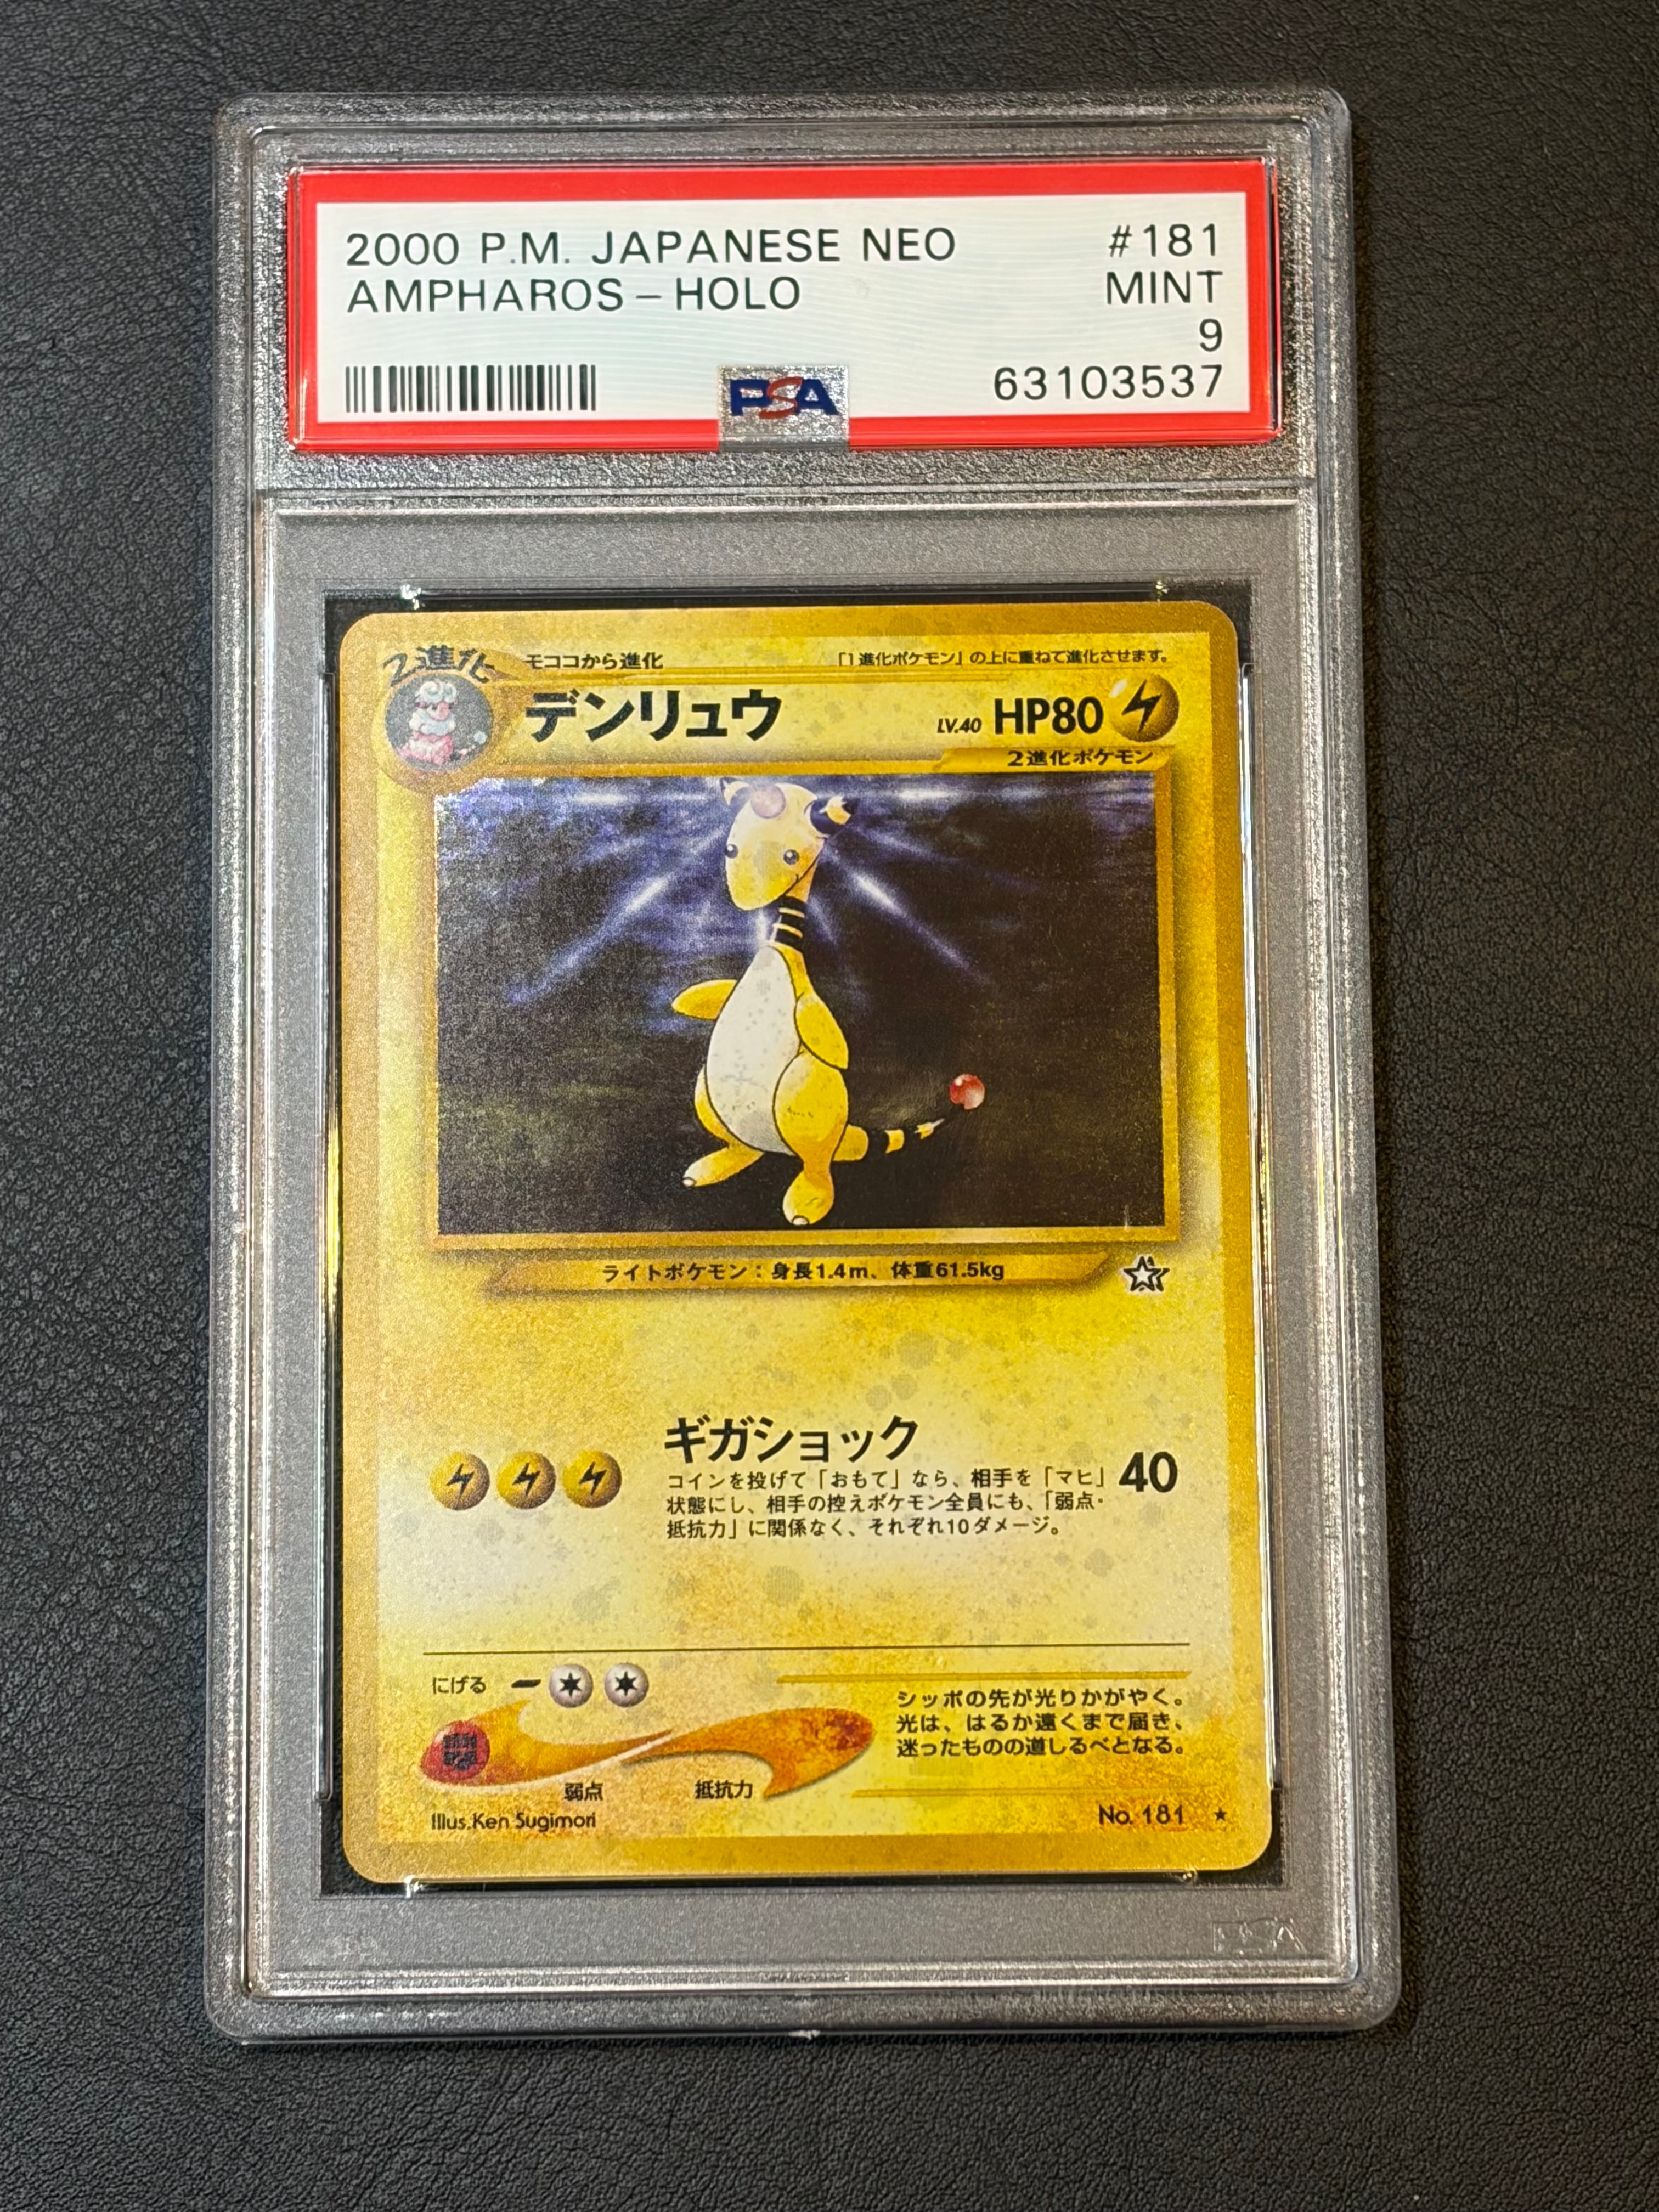 2000 P.M. JAPANESE NEO #181
AMPHAROS - HOLO MINT
9
PSA 63103537
2進化 モココから進化 「1進化ポケモン」の上に重ねて進化させます。
デンリュウ LV.40 HP80
2進化ポケモン
ライトポケモン：身長1.4m、体重61.5kg
ギガショック
コインを投げて「おもて」なら、相手を「マヒ」 40
状態にし、相手の控えポケモン全員にも、「弱点・
抵抗力」に関係なく、それぞれ10ダメージ。
にげる
シッポの先が光りかがやく。
光は、はるか遠くまで届き、
迷ったものの道しるべとなる。
弱点 抵抗力
Illus.Ken Sugimori No. 181 ★
PSA